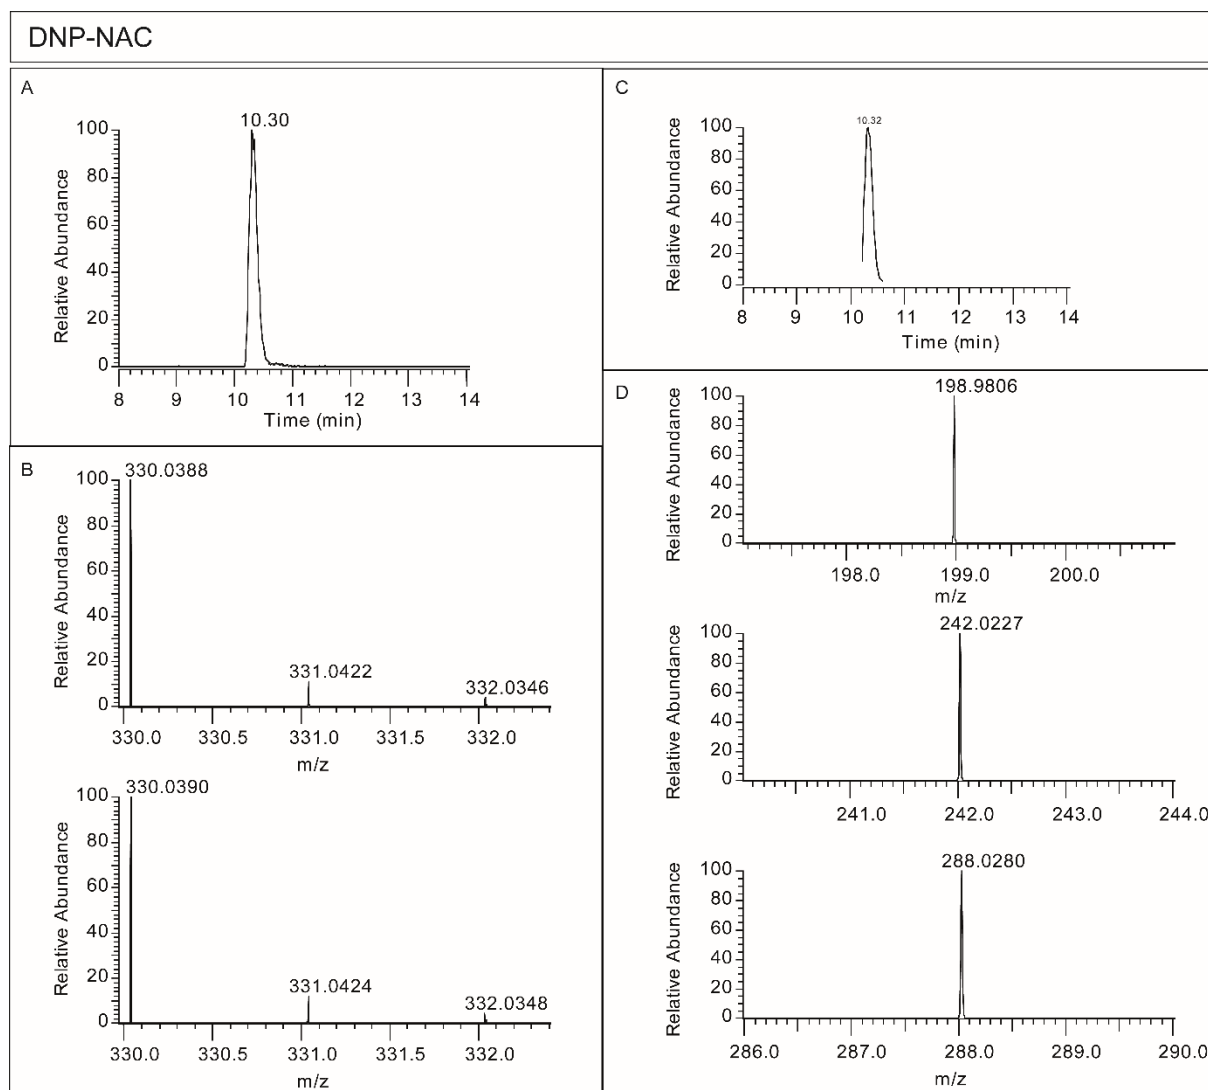 DNP-NAC
A
10.30
100
80
60
40
20
0
Relative Abundance
8 9 10 11 12 13 14
Time (min)
B
330.0388
100
80
60
40
20
0
Relative Abundance
331.0422
332.0346
330.0 330.5 331.0 331.5 332.0
m/z
330.0390
100
80
60
40
20
0
Relative Abundance
331.0424
332.0348
330.0 330.5 331.0 331.5 332.0
m/z
C
10.32
100
80
60
40
20
0
Relative Abundance
8 9 10 11 12 13 14
Time (min)
D
198.9806
100
80
60
40
20
0
Relative Abundance
198.0 199.0 200.0
m/z
242.0227
100
80
60
40
20
0
Relative Abundance
241.0 242.0 243.0 244.0
288.0280
100
80
60
40
20
0
Relative Abundance
286.0 287.0 288.0 289.0 290.0
m/z